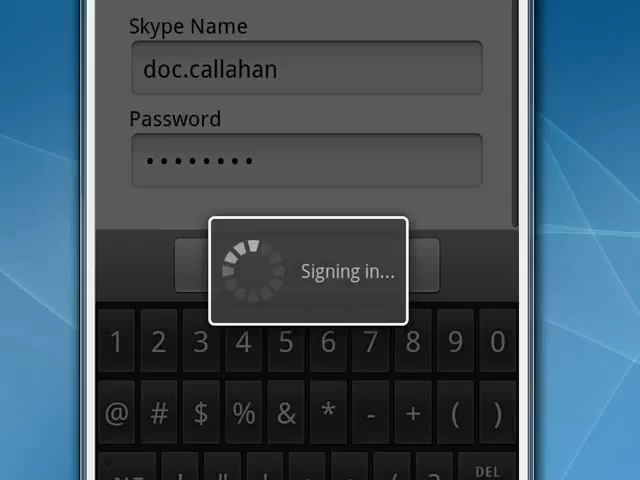 Skype Name
doc.callahan
Password
••••••••
Signing in...
1 2 3 4 5 6 7 8 9 0
@ # $ % & * - + ( )
DEL